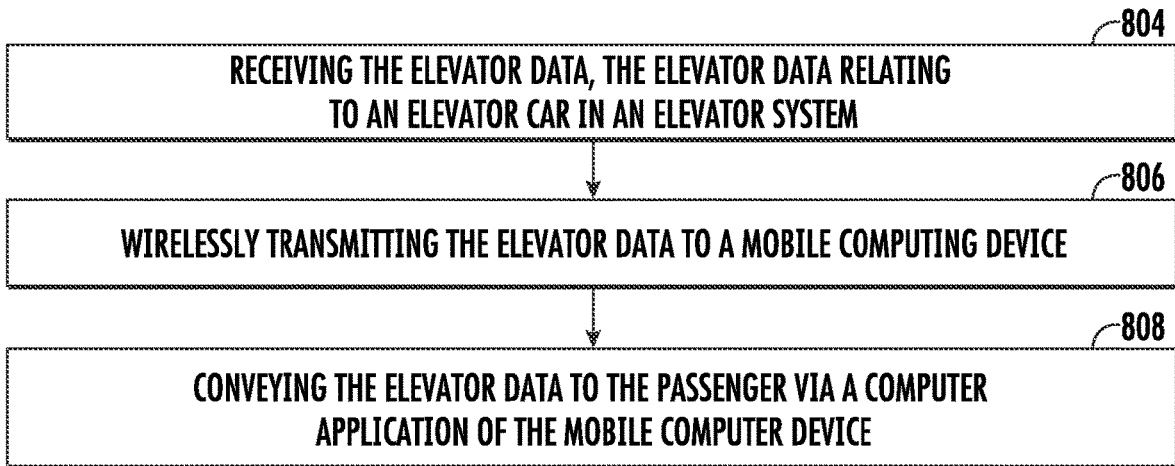 804
RECEIVING THE ELEVATOR DATA, THE ELEVATOR DATA RELATING
TO AN ELEVATOR CAR IN AN ELEVATOR SYSTEM
806
WIRELESSLY TRANSMITTING THE ELEVATOR DATA TO A MOBILE COMPUTING DEVICE
808
CONVEYING THE ELEVATOR DATA TO THE PASSENGER VIA A COMPUTER
APPLICATION OF THE MOBILE COMPUTER DEVICE